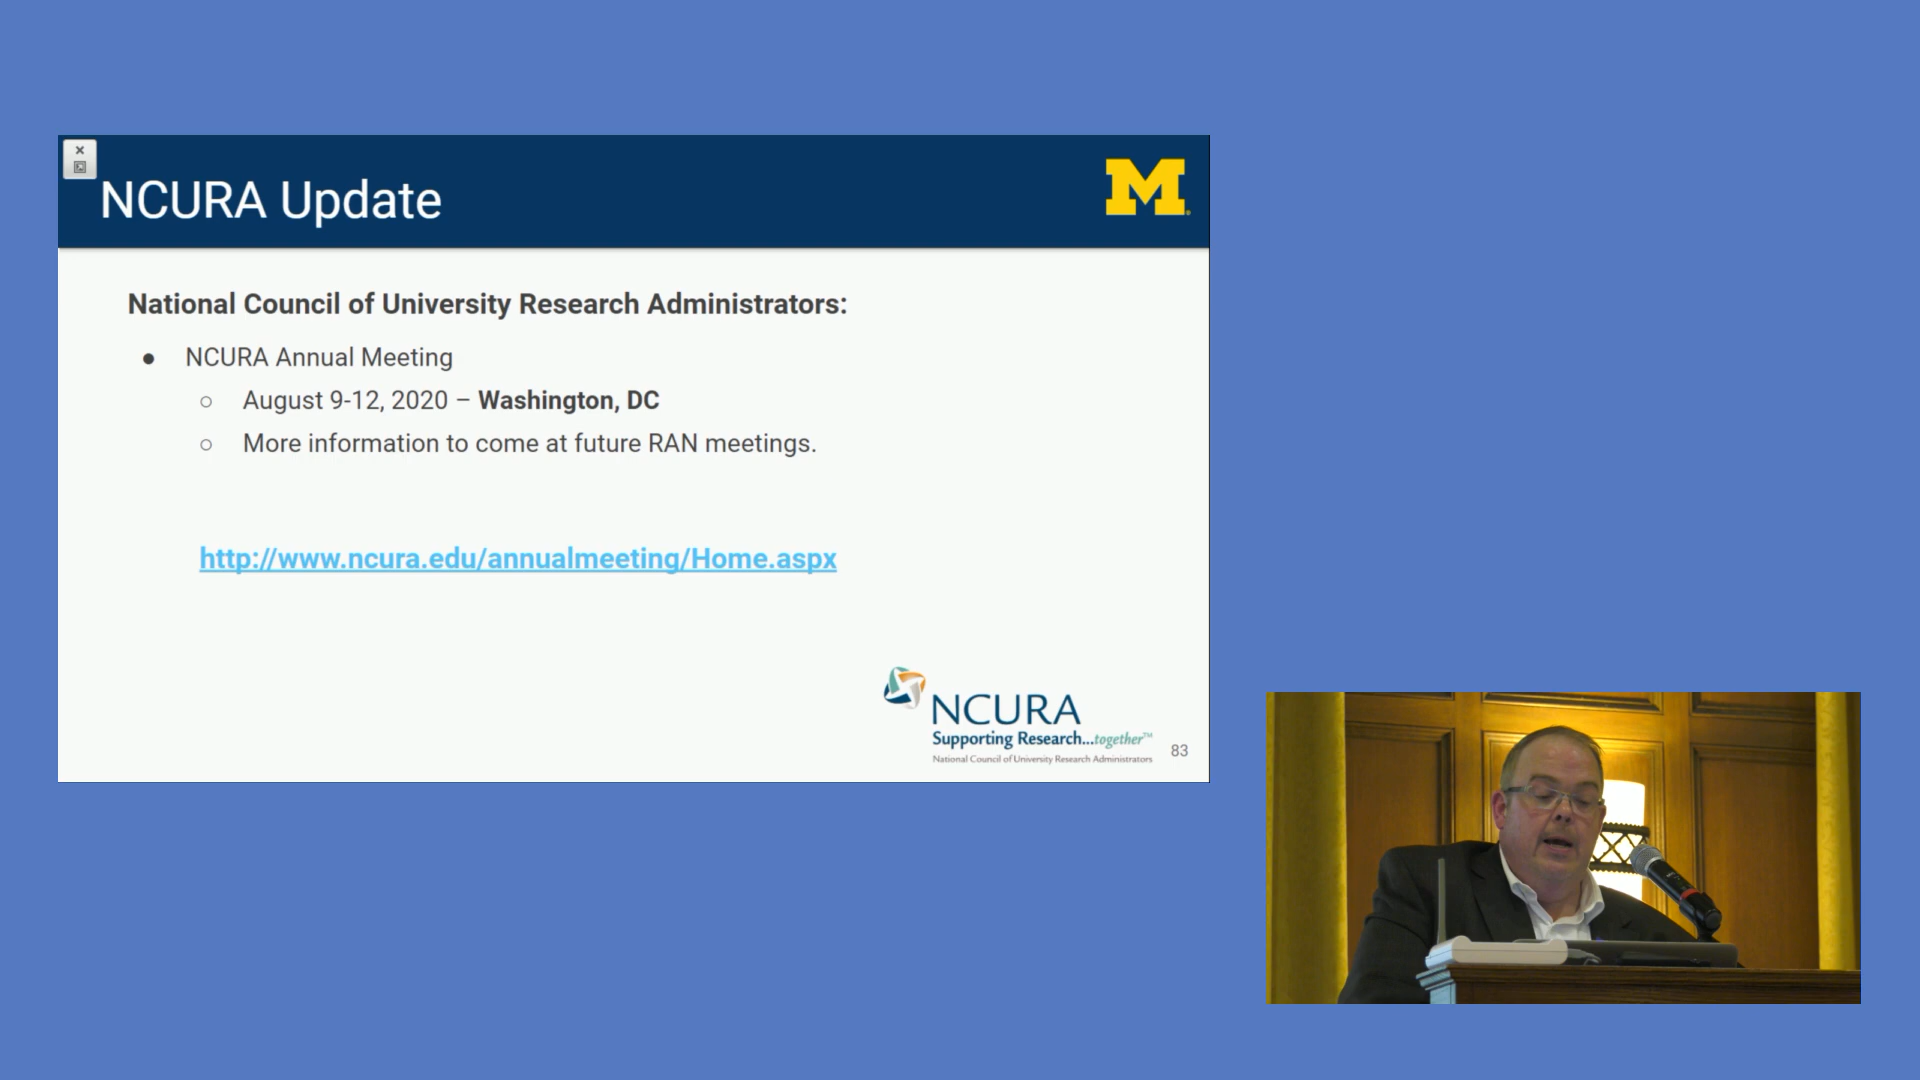 NCURA Update
M
National Council of University Research Administrators:
● NCURA Annual Meeting
○ August 9-12, 2020 – Washington, DC
○ More information to come at future RAN meetings.
http://www.ncura.edu/annualmeeting/Home.aspx
NCURA
Supporting Research...together™
National Council of University Research Administrators
83